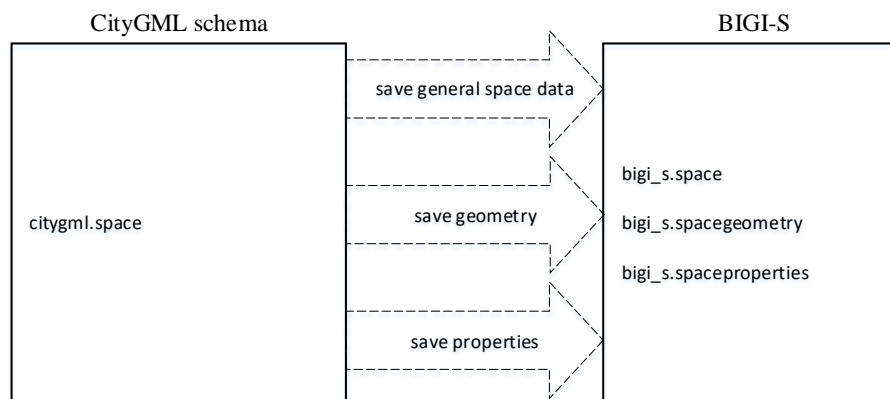 CityGML schema
BIGI-S
save general space data
bigi_s.space
citygml.space
save geometry
bigi_s.spacegeometry
bigi_s.spaceproperties
save properties